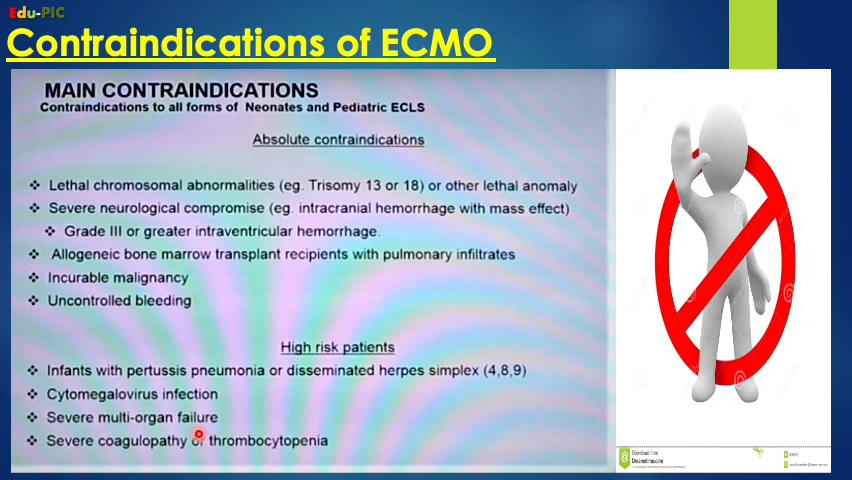 Edu-PIC
Contraindications of ECMO
MAIN CONTRAINDICATIONS
Contraindications to all forms of Neonates and Pediatric ECLS
Absolute contraindications
❖ Lethal chromosomal abnormalities (eg. Trisomy 13 or 18) or other lethal anomaly
❖ Severe neurological compromise (eg. intracranial hemorrhage with mass effect)
❖ Grade III or greater intraventricular hemorrhage.
❖ Allogeneic bone marrow transplant recipients with pulmonary infiltrates
❖ Incurable malignancy
❖ Uncontrolled bleeding
High risk patients
❖ Infants with pertussis pneumonia or disseminated herpes simplex (4,8,9)
❖ Cytomegalovirus infection
❖ Severe multi-organ failure
❖ Severe coagulopathy or thrombocytopenia
Download from
Dreamstime.com